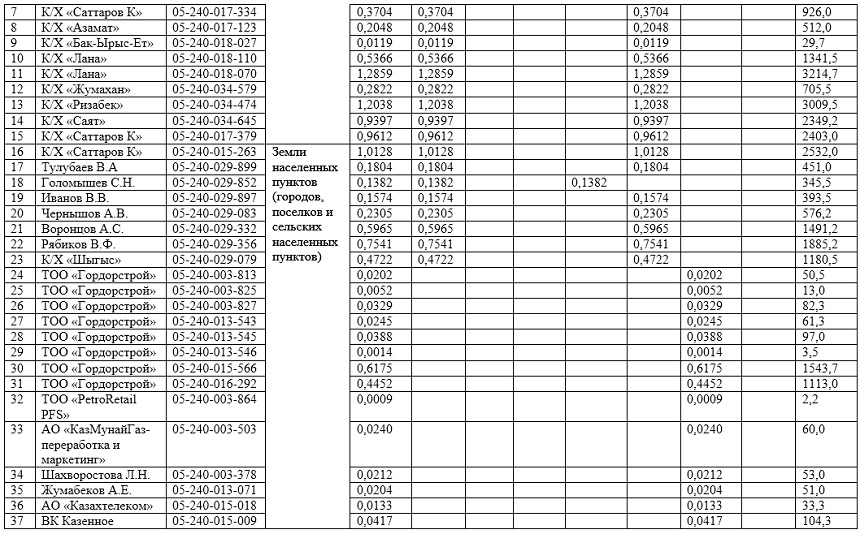 7 К/Х «Саттаров К» 05-240-017-334 0,3704 0,3704 0,3704 926,0
8 К/Х «Азамат» 05-240-017-123 0,2048 0,2048 0,2048 512,0
9 К/Х «Бак-Ырыс-Ет» 05-240-018-027 0,0119 0,0119 0,0119 29,7
10 К/Х «Лана» 05-240-018-110 0,5366 0,5366 0,5366 1341,5
11 К/Х «Лана» 05-240-018-070 1,2859 1,2859 1,2859 3214,7
12 К/Х «Жумахан» 05-240-034-579 0,2822 0,2822 0,2822 705,5
13 К/Х «Ризабек» 05-240-034-474 1,2038 1,2038 1,2038 3009,5
14 К/Х «Саят» 05-240-034-645 0,9397 0,9397 0,9397 2349,2
15 К/Х «Саттаров К» 05-240-017-379 0,9612 0,9612 0,9612 2403,0
16 К/Х «Саттаров К» 05-240-015-263 Земли 1,0128 1,0128 1,0128 2532,0
17 Тулубаев В.А 05-240-029-899 населенных 0,1804 0,1804 0,1804 451,0
18 Голомышев С.Н. 05-240-029-852 пунктов 0,1382 0,1382 0,1382 345,5
19 Иванов В.В. 05-240-029-897 (городов, 0,1574 0,1574 0,1574 393,5
20 Чернышов А.В. 05-240-029-083 поселков и 0,2305 0,2305 0,2305 576,2
21 Воронцов А.С. 05-240-029-332 сельских 0,5965 0,5965 0,5965 1491,2
22 Рябиков В.Ф. 05-240-029-356 населенных 0,7541 0,7541 0,7541 1885,2
23 К/Х «Шыгыс» 05-240-029-079 пунктов) 0,4722 0,4722 0,4722 1180,5
24 ТОО «Гордорстрой» 05-240-003-813 0,0202 0,0202 50,5
25 ТОО «Гордорстрой» 05-240-003-825 0,0052 0,0052 13,0
26 ТОО «Гордорстрой» 05-240-003-827 0,0329 0,0329 82,3
27 ТОО «Гордорстрой» 05-240-013-543 0,0245 0,0245 61,3
28 ТОО «Гордорстрой» 05-240-013-545 0,0388 0,0388 97,0
29 ТОО «Гордорстрой» 05-240-013-546 0,0014 0,0014 3,5
30 ТОО «Гордорстрой» 05-240-015-566 0,6175 0,6175 1543,7
31 ТОО «Гордорстрой» 05-240-016-292 0,4452 0,4452 1113,0
32 ТОО «PetroRetail 05-240-003-864 0,0009 0,0009 2,2
PFS»
33 АО «КазМунайГаз- 05-240-003-503 0,0240 0,0240 60,0
переработка и
маркетинг»
34 Шахворостова Л.Н. 05-240-003-378 0,0212 0,0212 53,0
35 Жумабеков А.Е. 05-240-013-071 0,0204 0,0204 51,0
36 АО «Казахтелеком» 05-240-015-018 0,0133 0,0133 33,3
37 ВК Казенное 05-240-015-009 0,0417 0,0417 104,3